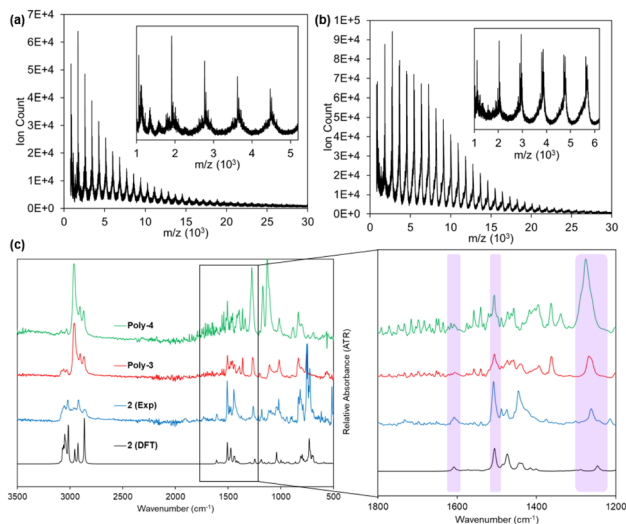 (a)
7E+4
6E+4
5E+4
4E+4
3E+4
2E+4
1E+4
0E+0
Ion Count
0 5 10 15 20 25 30
m/z (10³)
1 2 3 4 5
m/z (10³)
(b)
1E+5
9E+4
8E+4
7E+4
6E+4
5E+4
4E+4
3E+4
2E+4
1E+4
0E+0
Ion Count
0 5 10 15 20 25 30
m/z (10³)
1 2 3 4 5 6
m/z (10³)
(c)
Poly-4
Poly-3
2 (Exp)
2 (DFT)
3500 3000 2500 2000 1500 1000 500
Wavenumber (cm⁻¹)
Relative Absorbance (ATR)
1800 1600 1400 1200
Wavenumber (cm⁻¹)